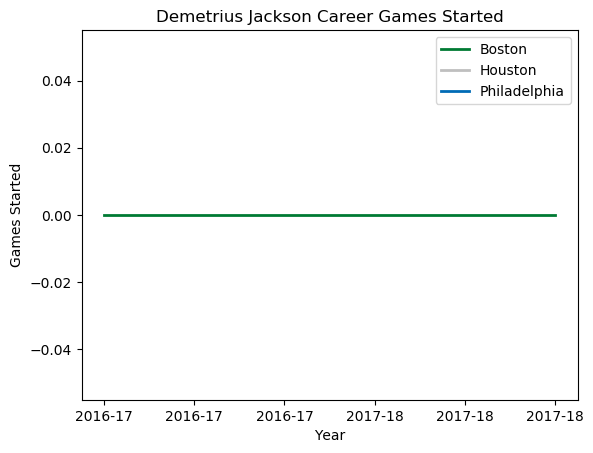 Demetrius Jackson Career Games Started
Boston
Houston
Philadelphia
0.04
0.02
0.00
−0.02
−0.04
Games Started
2016-17 2016-17 2016-17 2017-18 2017-18 2017-18
Year